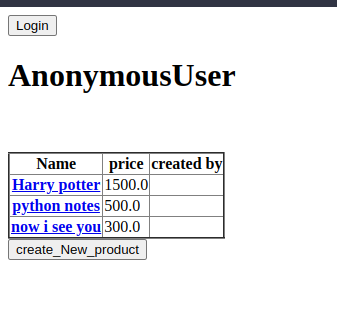 Login
AnonymousUser
Name price created by
Harry potter 1500.0
python notes 500.0
now i see you 300.0
create_New_product